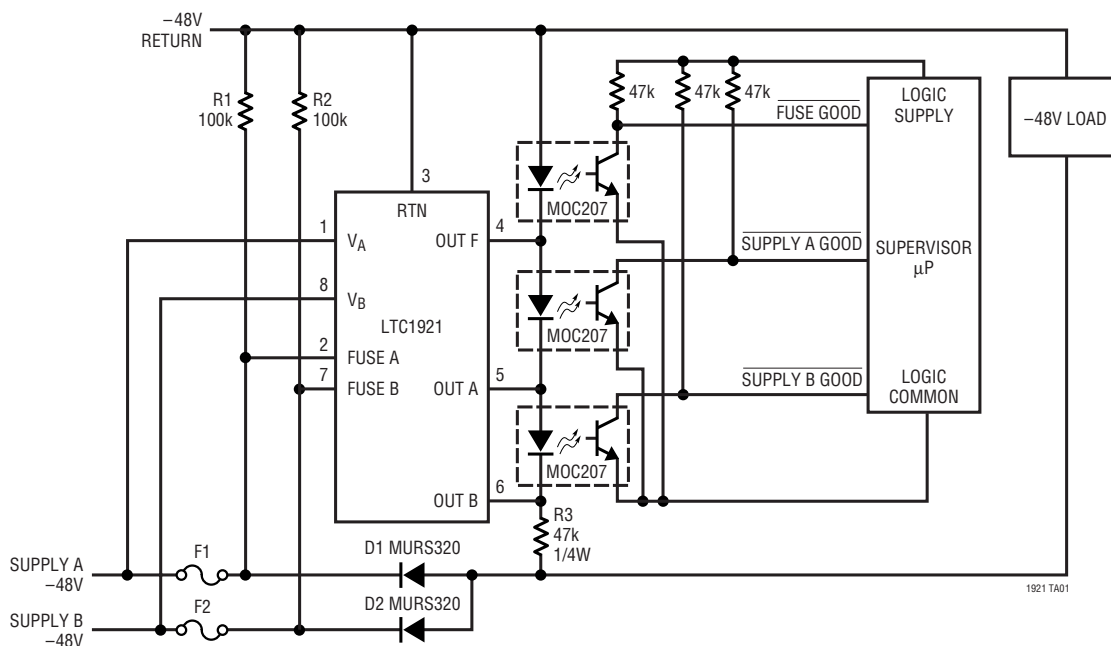 –48V
RETURN
R1
100k
R2
100k
47k
47k
47k
FUSE GOOD
LOGIC
SUPPLY
–48V LOAD
3
RTN
MOC207
1
VA
OUT F
4
SUPPLY A GOOD
SUPERVISOR
µP
8
VB
LTC1921
MOC207
2
FUSE A
7
FUSE B
OUT A
5
SUPPLY B GOOD
LOGIC
COMMON
MOC207
OUT B
6
R3
47k
1/4W
SUPPLY A
–48V
F1
D1 MURS320
1921 TA01
SUPPLY B
–48V
F2
D2 MURS320